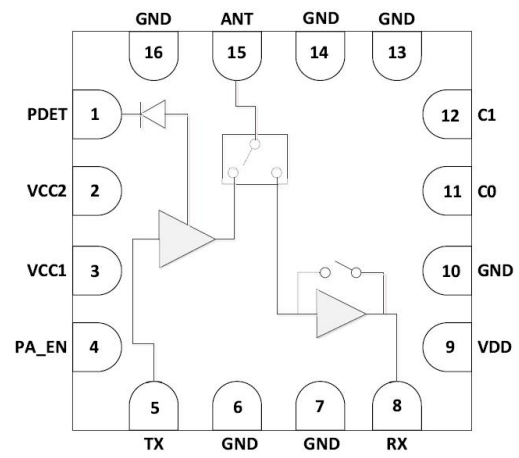 GND ANT GND GND
16 15 14 13
PDET 1 12 C1
VCC2 2 11 C0
VCC1 3 10 GND
PA_EN 4 9 VDD
5 6 7 8
TX GND GND RX